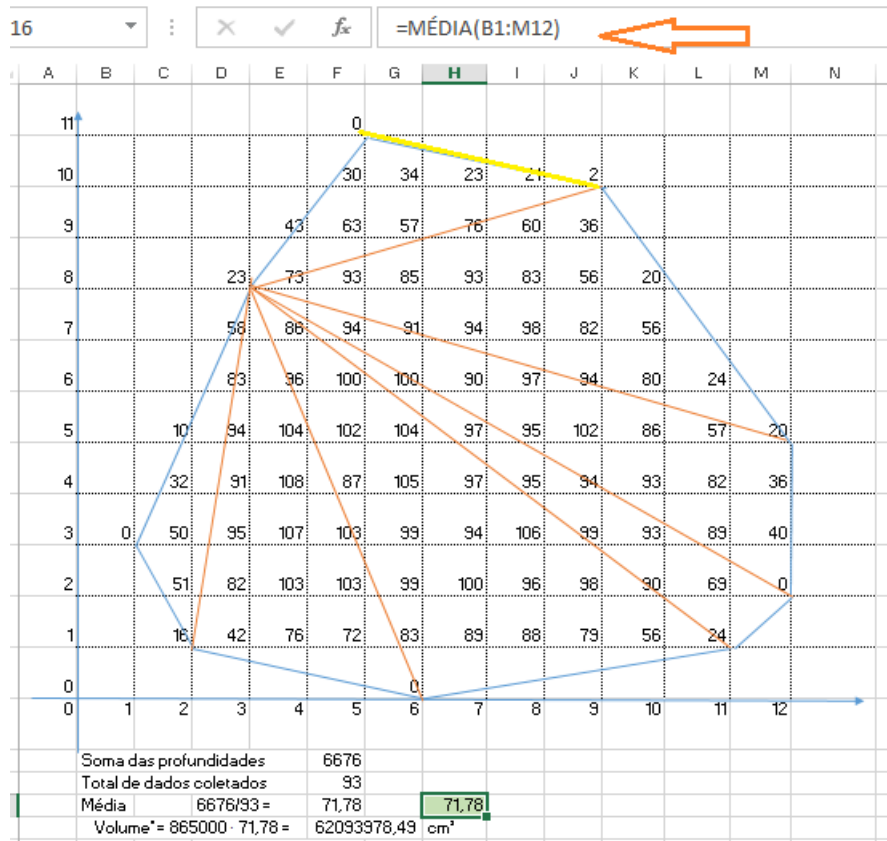 16 fx =MÉDIA(B1:M12)
A B C D E F G H I J K L M N
11 0
10 30 34 23 21 2
9 43 63 57 76 60 36
8 23 73 93 85 93 83 56 20
7 58 86 94 91 94 98 82 56
6 83 96 100 100 90 97 94 80 24
5 10 94 104 102 104 97 95 102 86 57 20
4 32 91 108 87 105 97 95 94 93 82 36
3 0 50 95 107 103 99 94 106 99 93 89 40
2 51 82 103 103 99 100 96 98 90 69 0
1 16 42 76 72 83 89 88 79 56 24
0 0
0 1 2 3 4 5 6 7 8 9 10 11 12
Soma das profundidades 6676
Total de dados coletados 93
Média 6676/93 = 71,78 71,78
Volume*= 865000 · 71,78 = 62093978,49 cm³